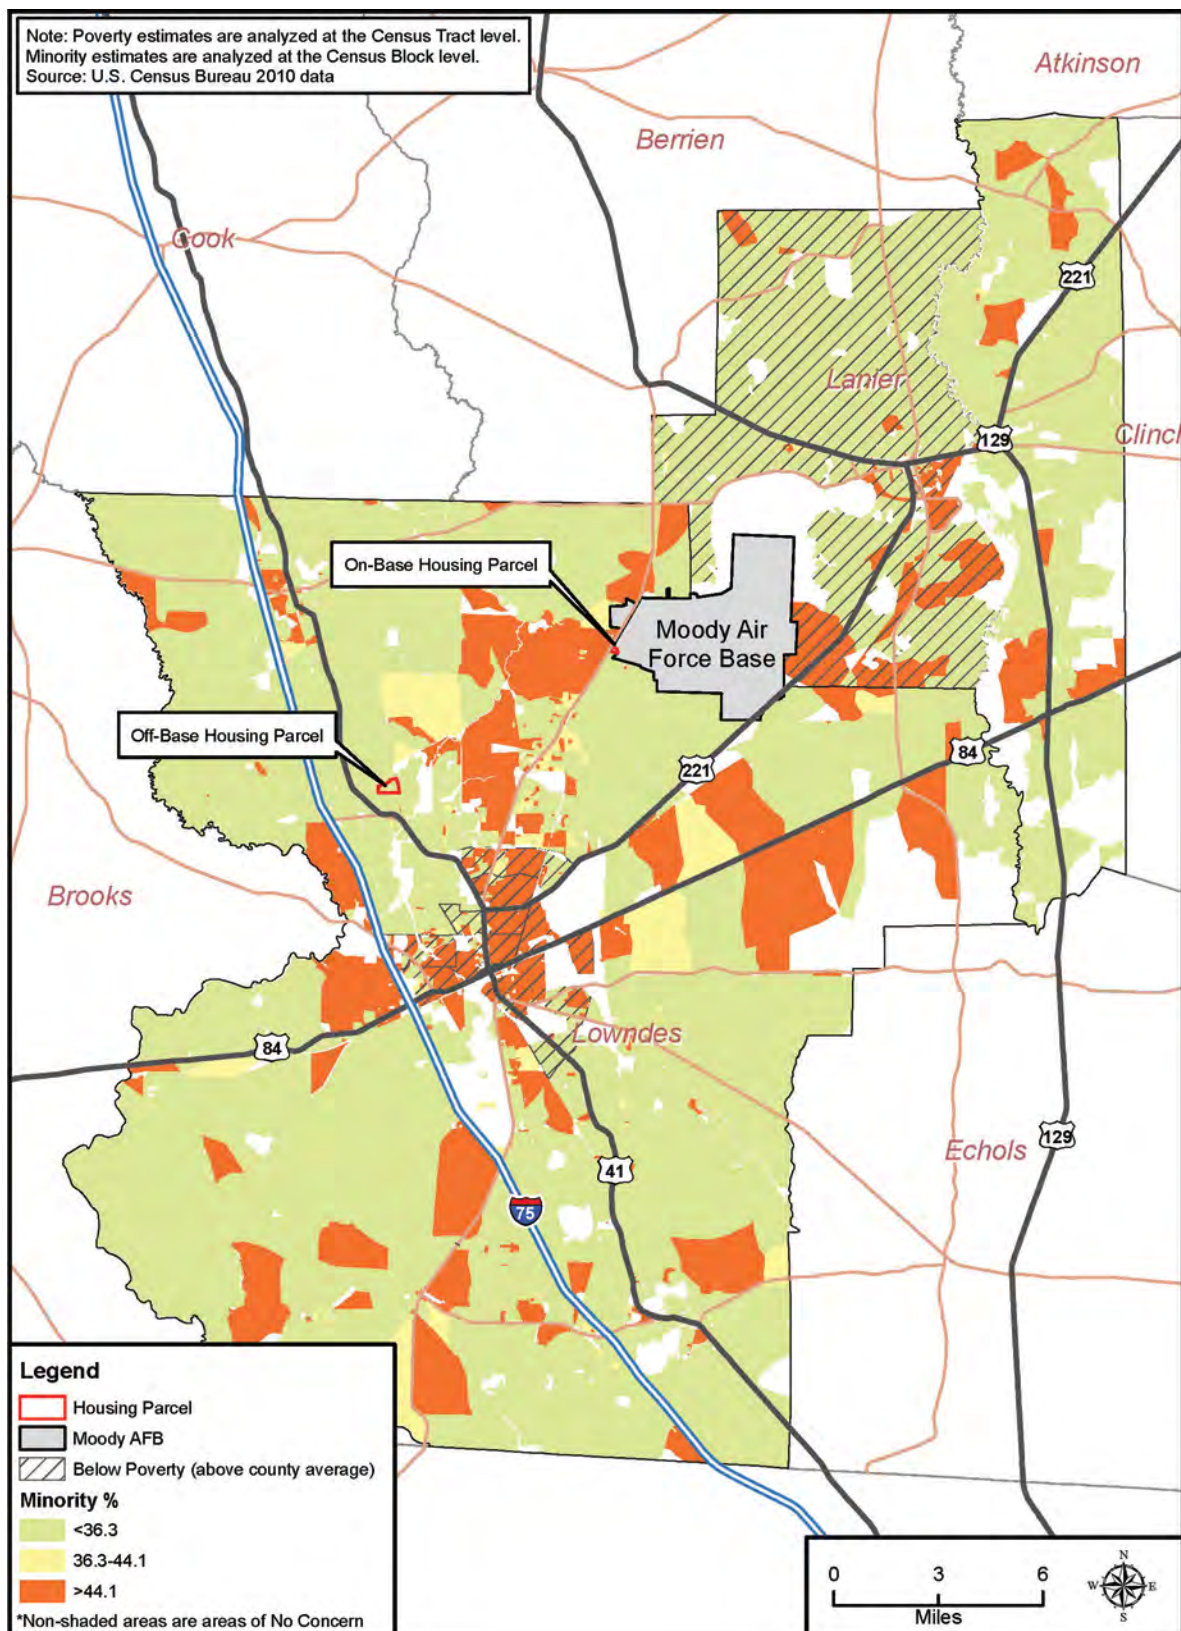 Note: Poverty estimates are analyzed at the Census Tract level.
Minority estimates are analyzed at the Census Block level.
Source: U.S. Census Bureau 2010 data
Atkinson
Berrien
Cook
221
Lanier
129
Clinch
On-Base Housing Parcel
Moody Air
Force Base
Off-Base Housing Parcel
84
221
Brooks
Lowndes
84
129
Echols
41
75
Legend
Housing Parcel
Moody AFB
Below Poverty (above county average)
Minority %
<36.3
36.3-44.1
>44.1
*Non-shaded areas are areas of No Concern
0 3 6
Miles
N
W E
S